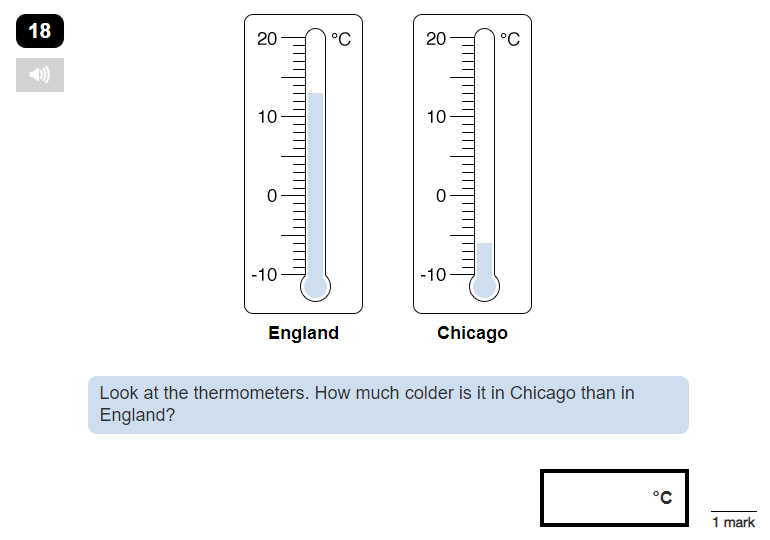 18
20 °C
10
0
-10
England
20 °C
10
0
-10
Chicago
Look at the thermometers. How much colder is it in Chicago than in
England?
°C
1 mark